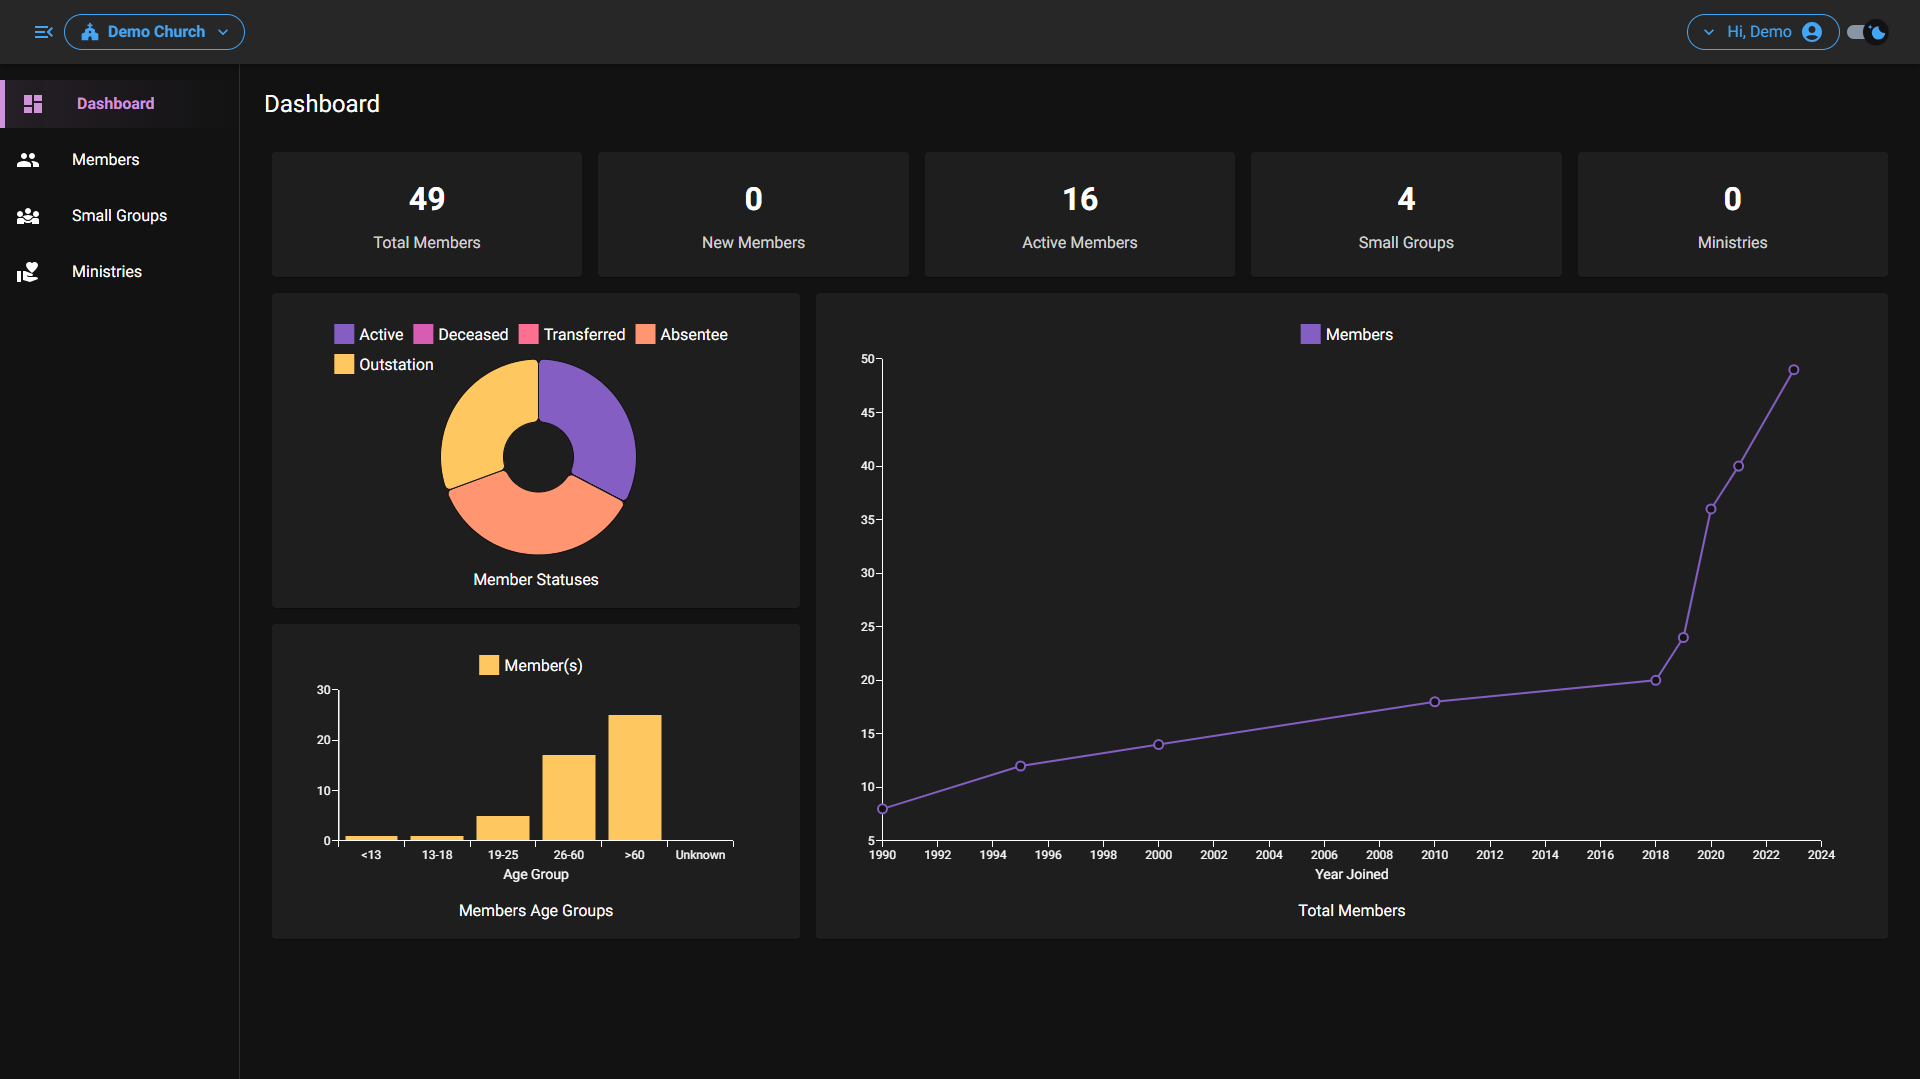 Demo Church
Hi, Demo
Dashboard
Members
Small Groups
Ministries
Dashboard
49
Total Members
0
New Members
16
Active Members
4
Small Groups
0
Ministries
Active Deceased Transferred Absentee
Outstation
Member Statuses
Member(s)
30
20
10
0
<13 13-18 19-25 26-60 >60 Unknown
Age Group
Members Age Groups
Members
50
45
40
35
30
25
20
15
10
5
1990 1992 1994 1996 1998 2000 2002 2004 2006 2008 2010 2012 2014 2016 2018 2020 2022 2024
Year Joined
Total Members